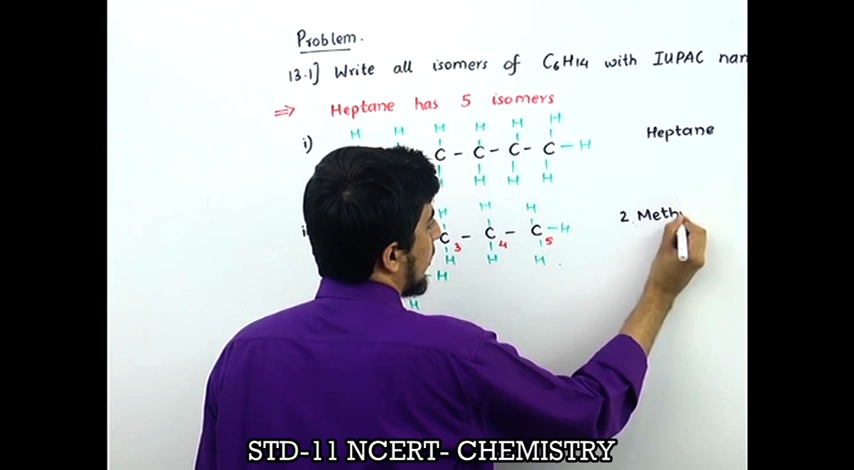 Problem.
13.1] Write all isomers of C6H14 with IUPAC nam
⇒ Heptane has 5 isomers
i) H H H H H H
C - C - C - C - H Heptane
H H H H
H H H
C - C - C - H 2 Meth
3 4 5
H H H
H
H
STD-11 NCERT- CHEMISTRY